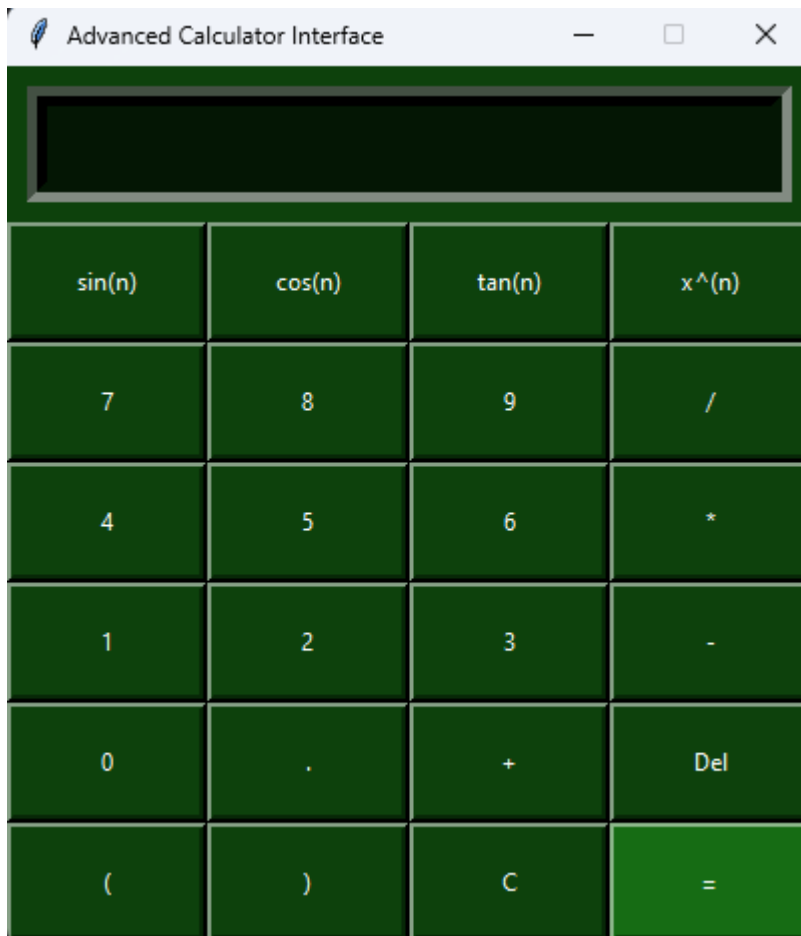 Advanced Calculator Interface
sin(n) cos(n) tan(n) x^(n)
7 8 9 /
4 5 6 *
1 2 3 -
0 . + Del
( ) C =